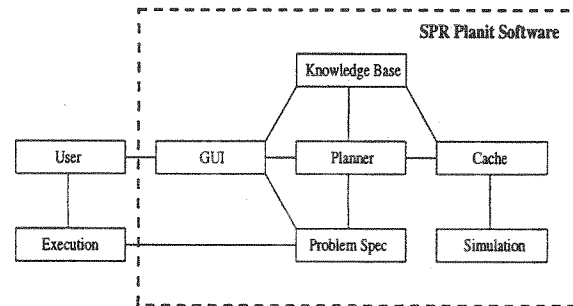 SPR Planit Software
Knowledge Base
User
GUI
Planner
Cache
Execution
Problem Spec
Simulation